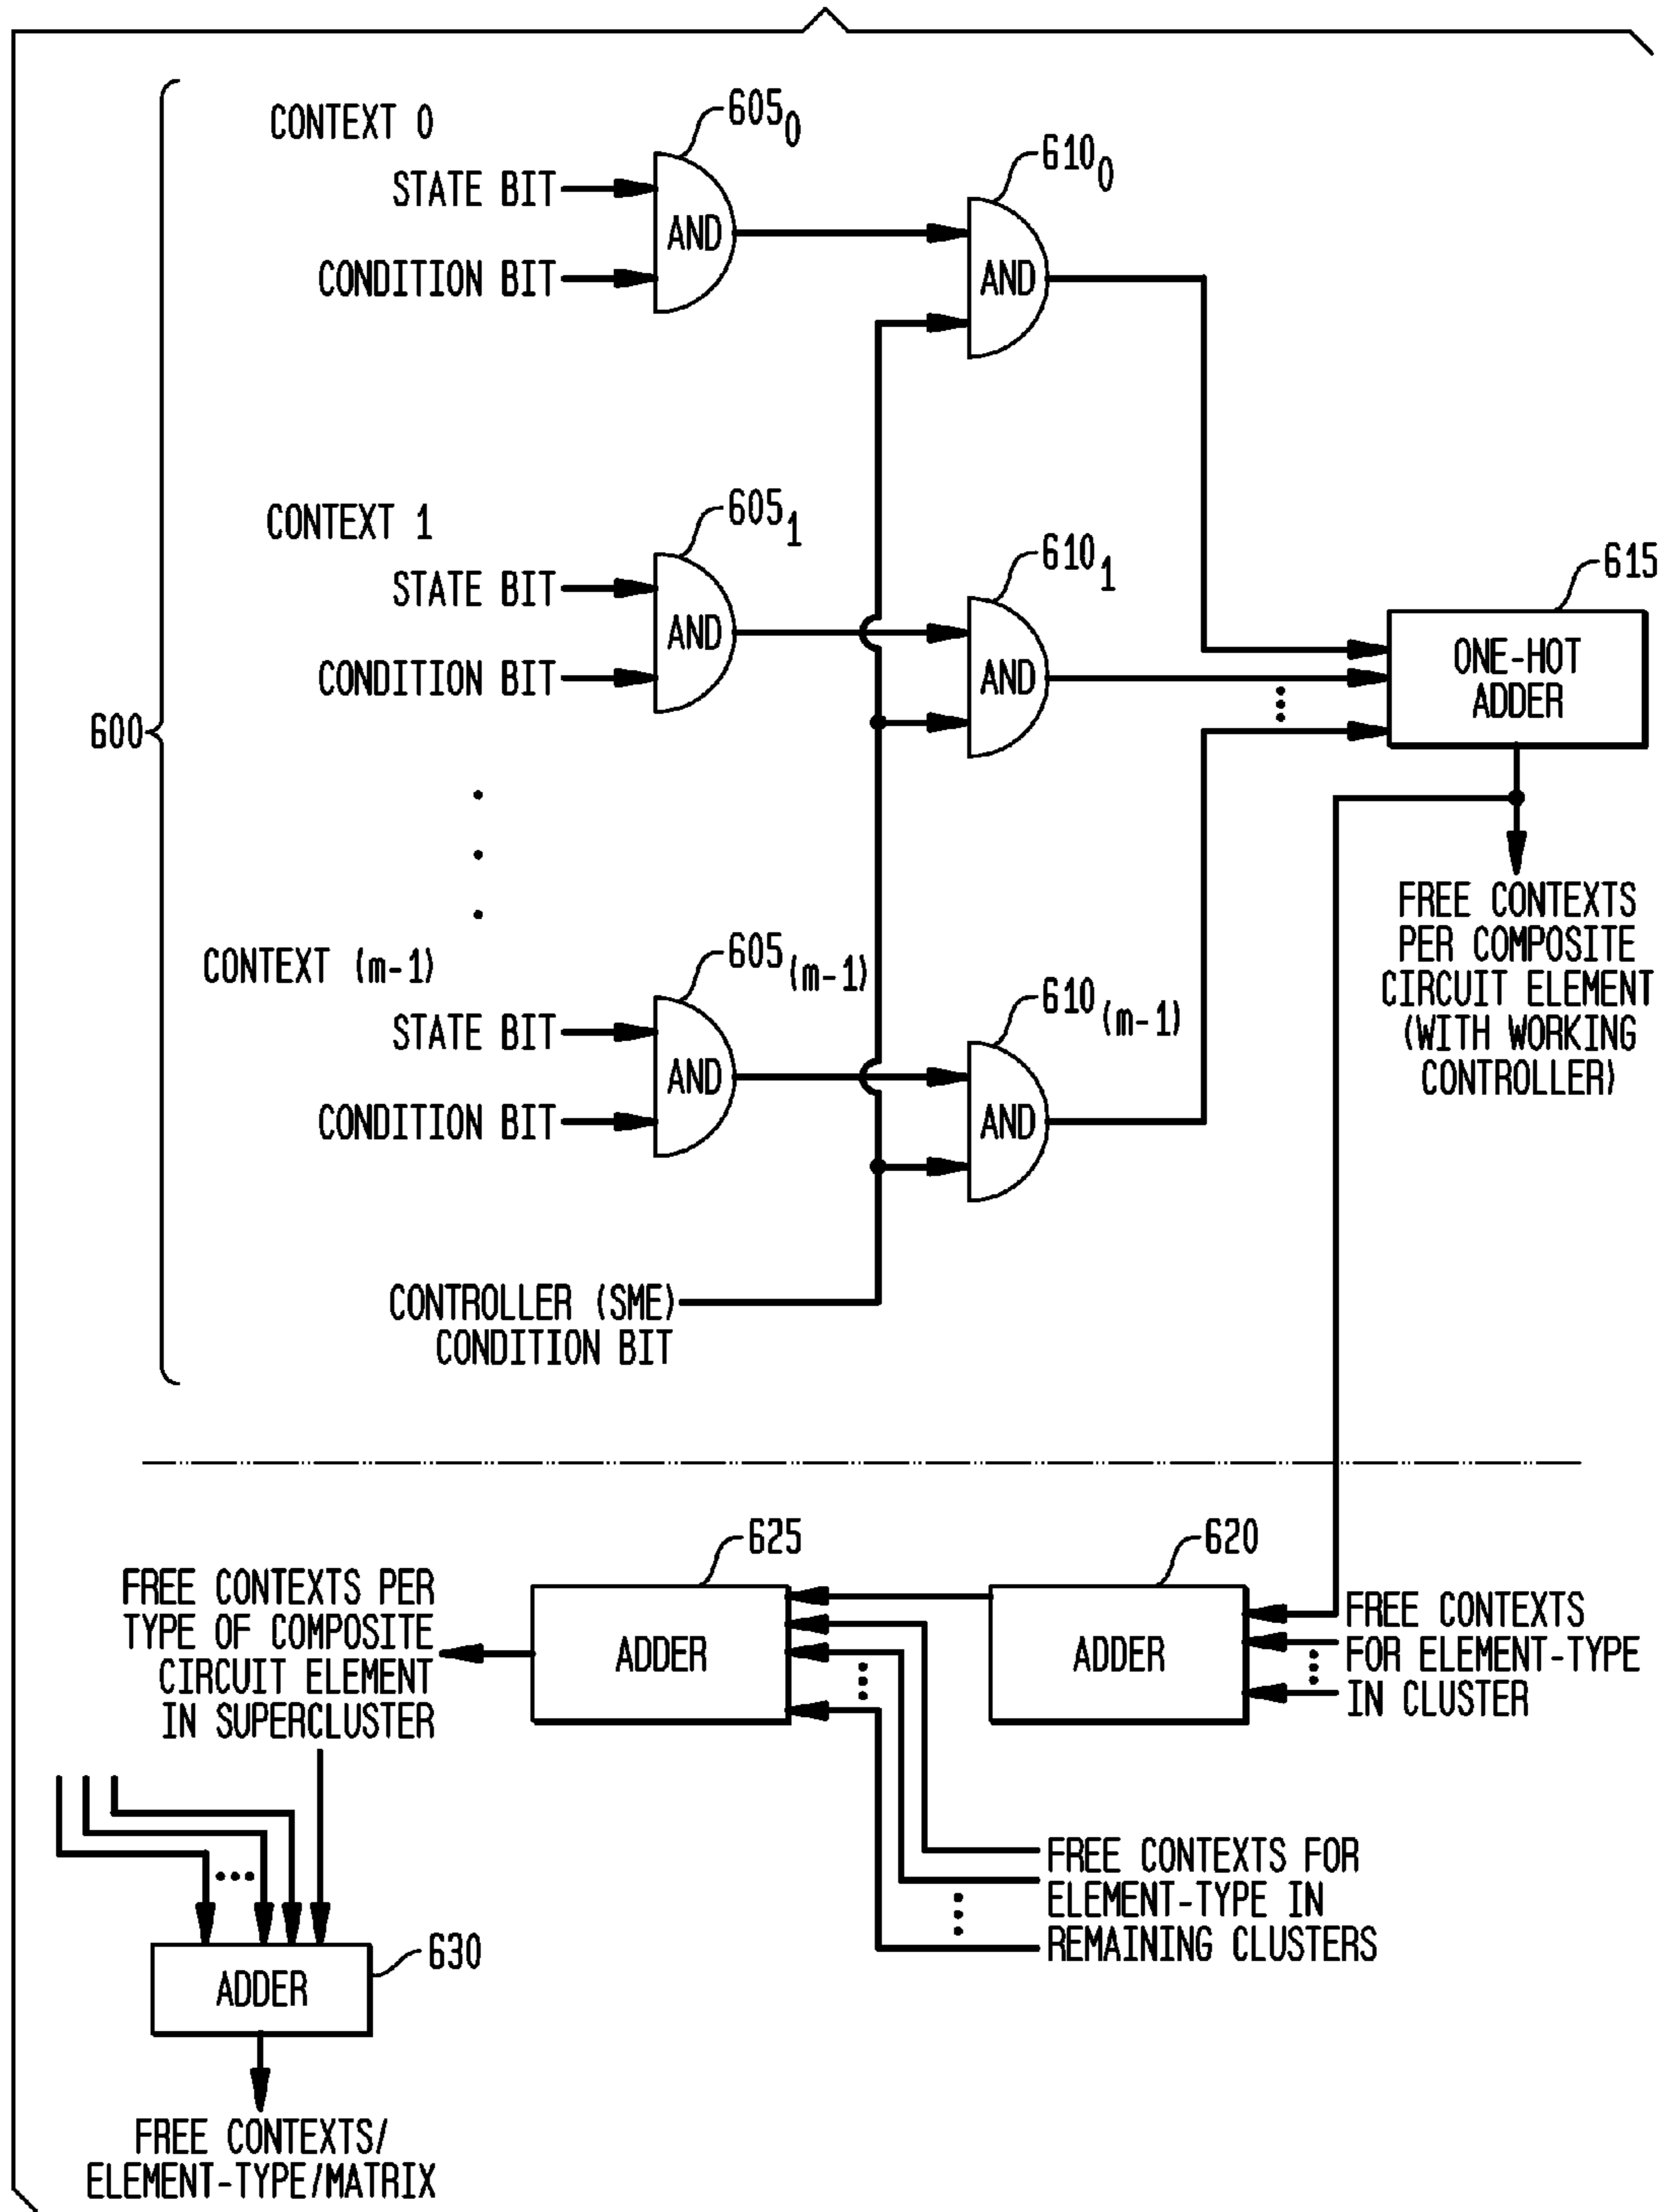 CONTEXT 0
605₀
STATE BIT
AND
CONDITION BIT
610₀
AND
CONTEXT 1
605₁
STATE BIT
AND
CONDITION BIT
610₁
AND
615
ONE-HOT
ADDER
600
FREE CONTEXTS
PER COMPOSITE
CIRCUIT ELEMENT
(WITH WORKING
CONTROLLER)
CONTEXT (m-1)
605(m-1)
STATE BIT
AND
CONDITION BIT
610(m-1)
AND
CONTROLLER (SME)
CONDITION BIT
625
620
FREE CONTEXTS PER
TYPE OF COMPOSITE
CIRCUIT ELEMENT
IN SUPERCLUSTER
ADDER
ADDER
FREE CONTEXTS
FOR ELEMENT-TYPE
IN CLUSTER
FREE CONTEXTS FOR
ELEMENT-TYPE IN
REMAINING CLUSTERS
630
ADDER
FREE CONTEXTS/
ELEMENT-TYPE/MATRIX